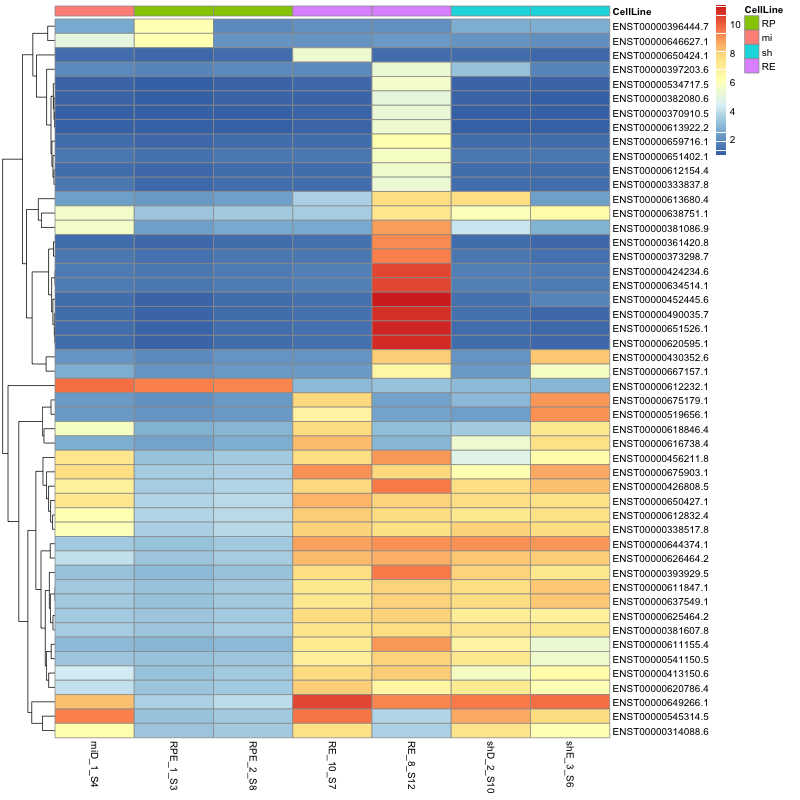 CellLine
ENST00000396444.7
ENST00000646627.1
ENST00000650424.1
ENST00000397203.6
ENST00000534717.5
ENST00000382080.6
ENST00000370910.5
ENST00000613922.2
ENST00000659716.1
ENST00000651402.1
ENST00000612154.4
ENST00000333837.8
ENST00000613680.4
ENST00000638751.1
ENST00000381086.9
ENST00000361420.8
ENST00000373298.7
ENST00000424234.6
ENST00000634514.1
ENST00000452445.6
ENST00000490035.7
ENST00000651526.1
ENST00000620595.1
ENST00000430352.6
ENST00000667157.1
ENST00000612232.1
ENST00000675179.1
ENST00000519656.1
ENST00000618846.4
ENST00000616738.4
ENST00000456211.8
ENST00000675903.1
ENST00000426808.5
ENST00000650427.1
ENST00000612832.4
ENST00000338517.8
ENST00000644374.1
ENST00000626464.2
ENST00000393929.5
ENST00000611847.1
ENST00000637549.1
ENST00000625464.2
ENST00000381607.8
ENST00000611155.4
ENST00000541150.5
ENST00000413150.6
ENST00000620786.4
ENST00000649266.1
ENST00000545314.5
ENST00000314088.6
miD_1_S4
RPE_1_S3
RPE_2_S8
RE_10_S7
RE_8_S12
shD_2_S10
shE_3_S6
10
8
6
4
2
CellLine
RP
mi
sh
RE